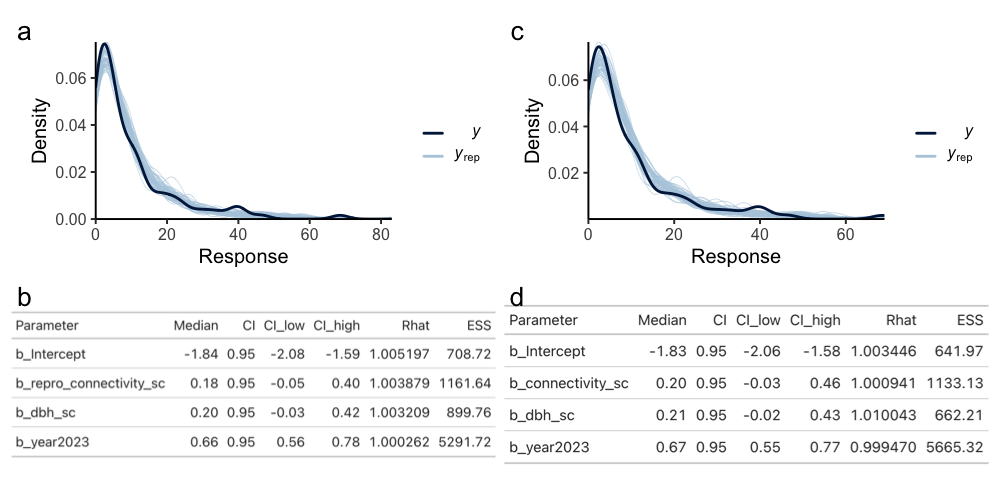 a
0.06
0.04
0.02
0.00
Density
0 20 40 60 80
Response
y
yrep
c
0.06
0.04
0.02
Density
0 20 40 60
Response
y
yrep
b
Parameter Median CI CI_low CI_high Rhat ESS
b_Intercept -1.84 0.95 -2.08 -1.59 1.005197 708.72
b_repro_connectivity_sc 0.18 0.95 -0.05 0.40 1.003879 1161.64
b_dbh_sc 0.20 0.95 -0.03 0.42 1.003209 899.76
b_year2023 0.66 0.95 0.56 0.78 1.000262 5291.72
d
Parameter Median CI CI_low CI_high Rhat ESS
b_Intercept -1.83 0.95 -2.06 -1.58 1.003446 641.97
b_connectivity_sc 0.20 0.95 -0.03 0.46 1.000941 1133.13
b_dbh_sc 0.21 0.95 -0.02 0.43 1.010043 662.21
b_year2023 0.67 0.95 0.55 0.77 0.999470 5665.32